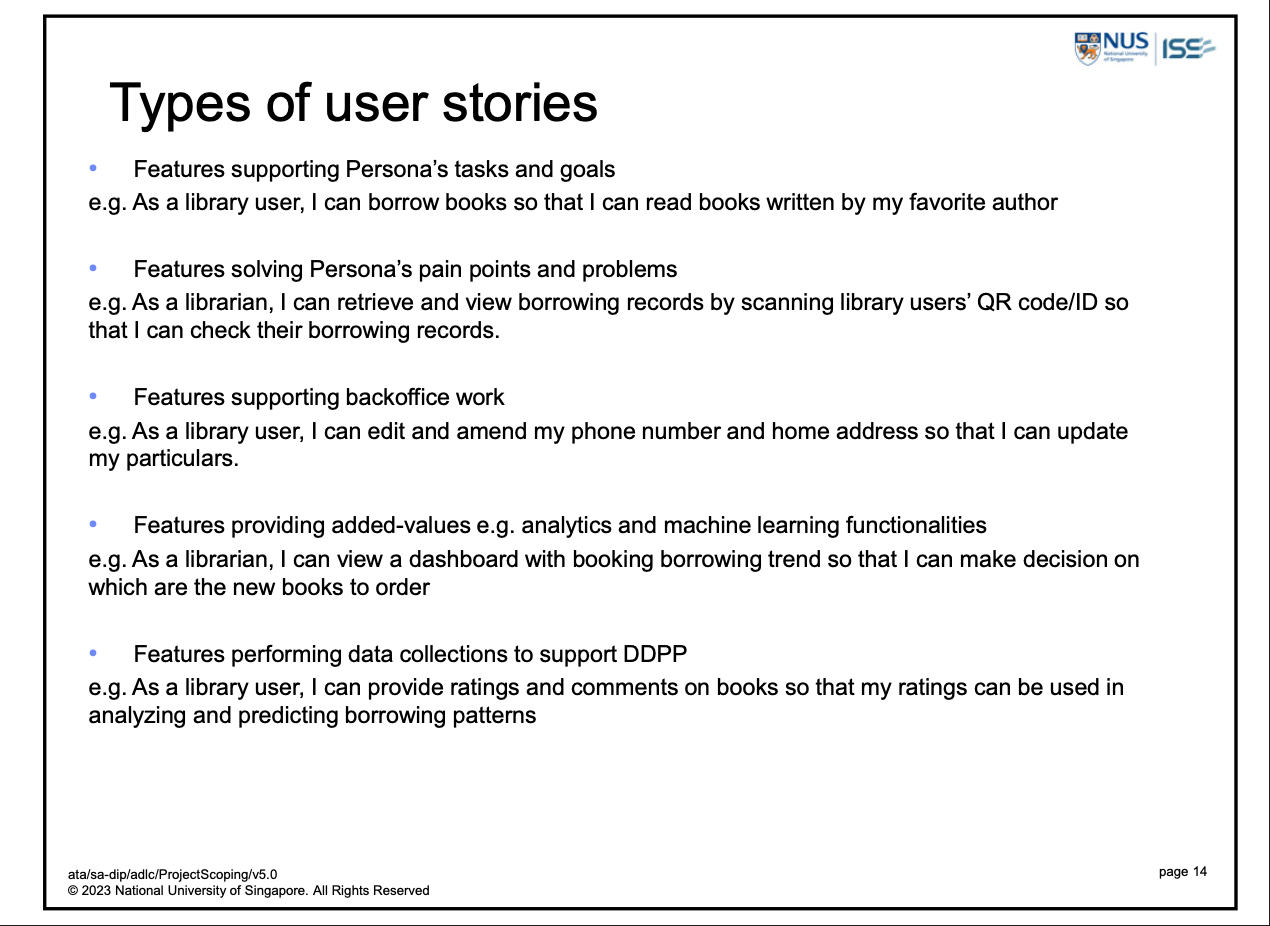 NUS
National University
of Singapore
ISS
Types of user stories
• Features supporting Persona’s tasks and goals
e.g. As a library user, I can borrow books so that I can read books written by my favorite author
• Features solving Persona’s pain points and problems
e.g. As a librarian, I can retrieve and view borrowing records by scanning library users’ QR code/ID so
that I can check their borrowing records.
• Features supporting backoffice work
e.g. As a library user, I can edit and amend my phone number and home address so that I can update
my particulars.
• Features providing added-values e.g. analytics and machine learning functionalities
e.g. As a librarian, I can view a dashboard with booking borrowing trend so that I can make decision on
which are the new books to order
• Features performing data collections to support DDPP
e.g. As a library user, I can provide ratings and comments on books so that my ratings can be used in
analyzing and predicting borrowing patterns
ata/sa-dip/adlc/ProjectScoping/v5.0
© 2023 National University of Singapore. All Rights Reserved
page 14